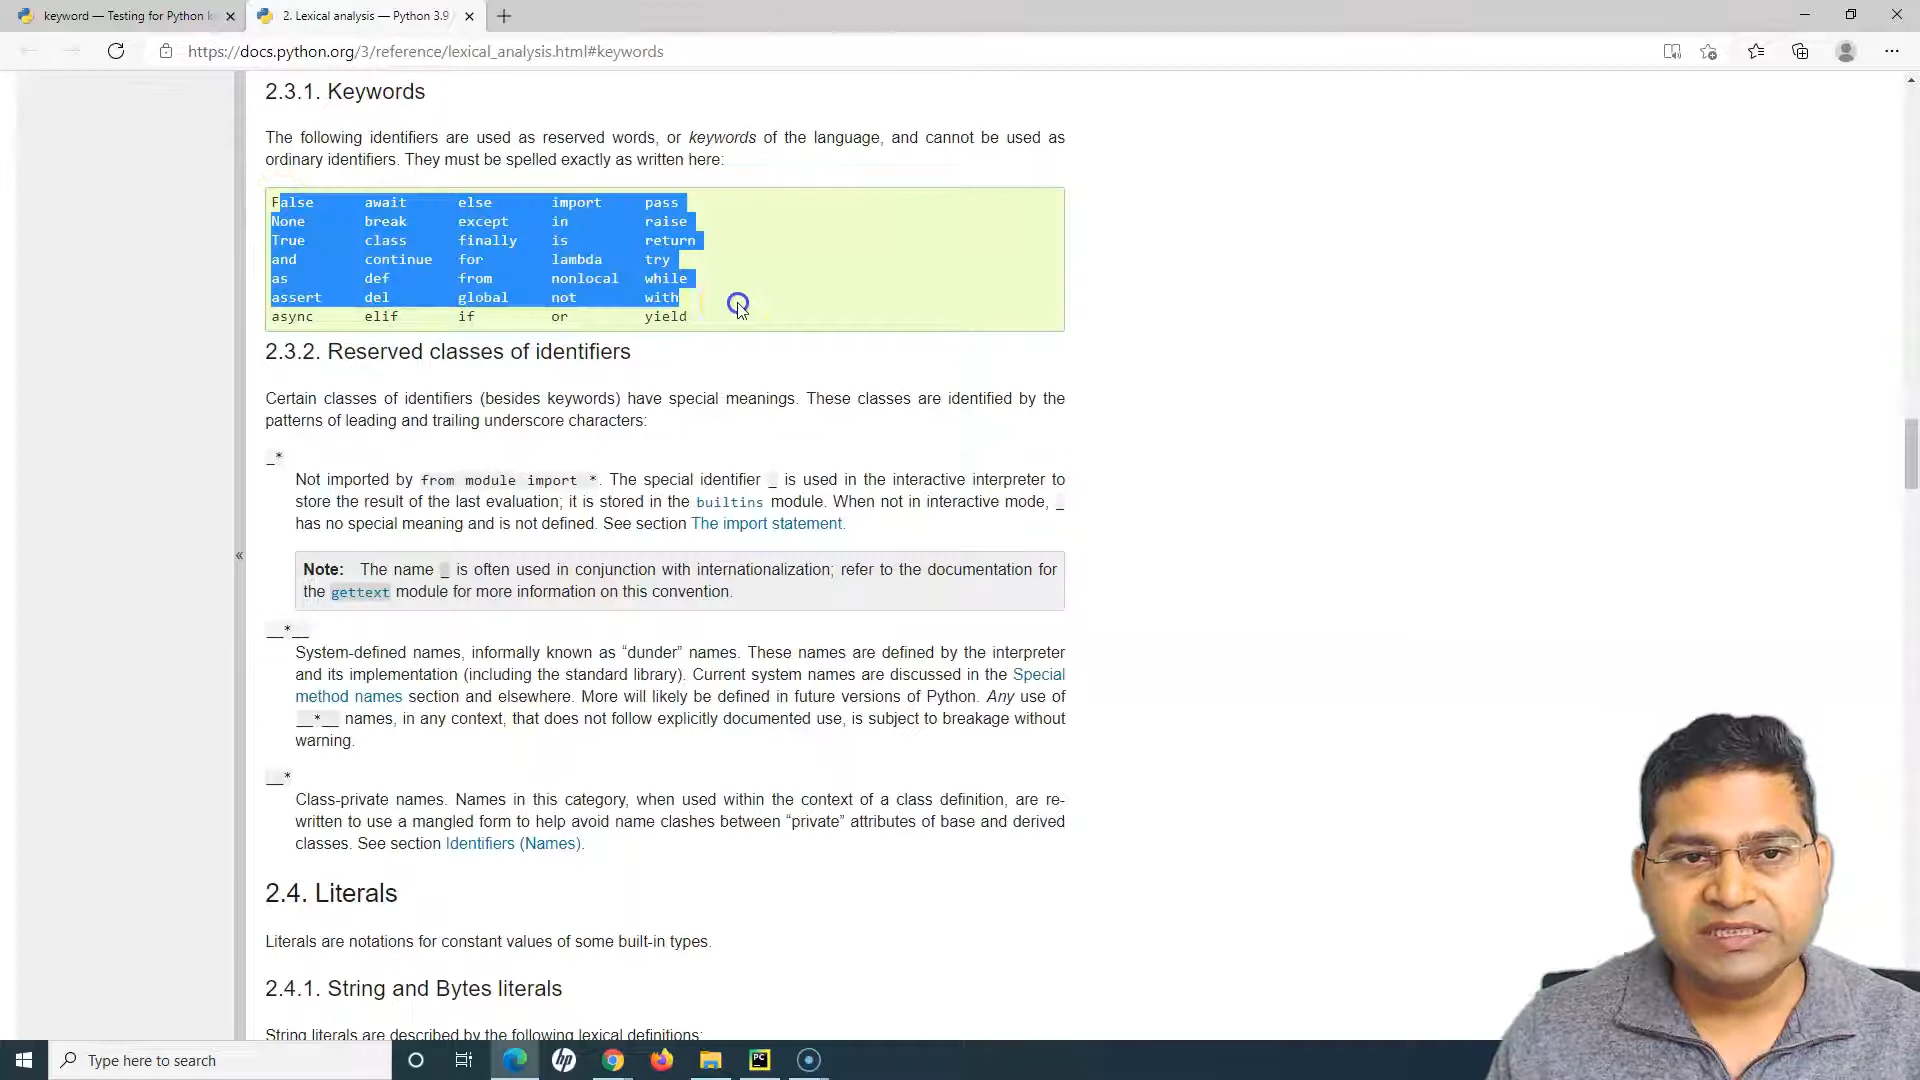 keyword — Testing for Python k
2. Lexical analysis — Python 3.9
https://docs.python.org/3/reference/lexical_analysis.html#keywords
2.3.1. Keywords
The following identifiers are used as reserved words, or keywords of the language, and cannot be used as
ordinary identifiers. They must be spelled exactly as written here:
False await else import pass
None break except in raise
True class finally is return
and continue for lambda try
as def from nonlocal while
assert del global not with
async elif if or yield
2.3.2. Reserved classes of identifiers
Certain classes of identifiers (besides keywords) have special meanings. These classes are identified by the
patterns of leading and trailing underscore characters:
_*
Not imported by from module import *. The special identifier _ is used in the interactive interpreter to
store the result of the last evaluation; it is stored in the builtins module. When not in interactive mode, _
has no special meaning and is not defined. See section The import statement.
Note: The name _ is often used in conjunction with internationalization; refer to the documentation for
the gettext module for more information on this convention.
__*__
System-defined names, informally known as “dunder” names. These names are defined by the interpreter
and its implementation (including the standard library). Current system names are discussed in the Special
method names section and elsewhere. More will likely be defined in future versions of Python. Any use of
__*__ names, in any context, that does not follow explicitly documented use, is subject to breakage without
warning.
__*
Class-private names. Names in this category, when used within the context of a class definition, are re-
written to use a mangled form to help avoid name clashes between “private” attributes of base and derived
classes. See section Identifiers (Names).
2.4. Literals
Literals are notations for constant values of some built-in types.
2.4.1. String and Bytes literals
String literals are described by the following lexical definitions:
Type here to search
hp
PC